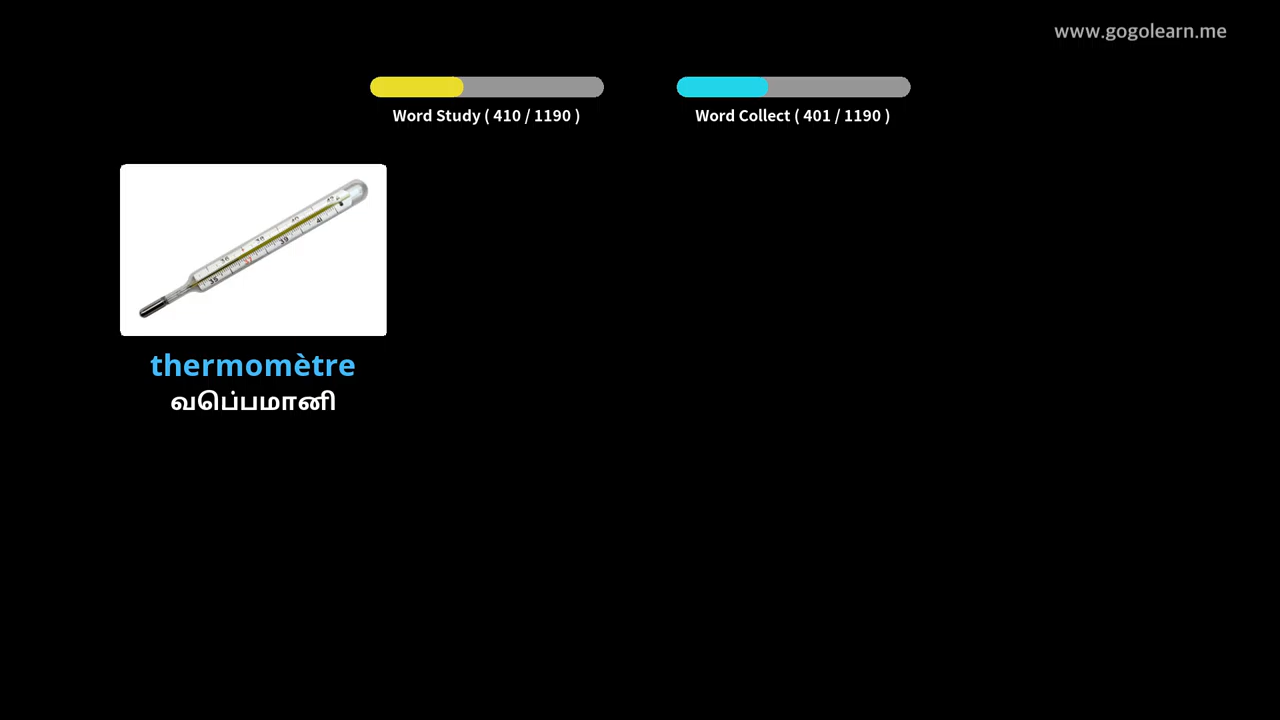 www.gogolearn.me
Word Study ( 410 / 1190 )
Word Collect ( 401 / 1190 )
thermomètre
வெப்பமானி